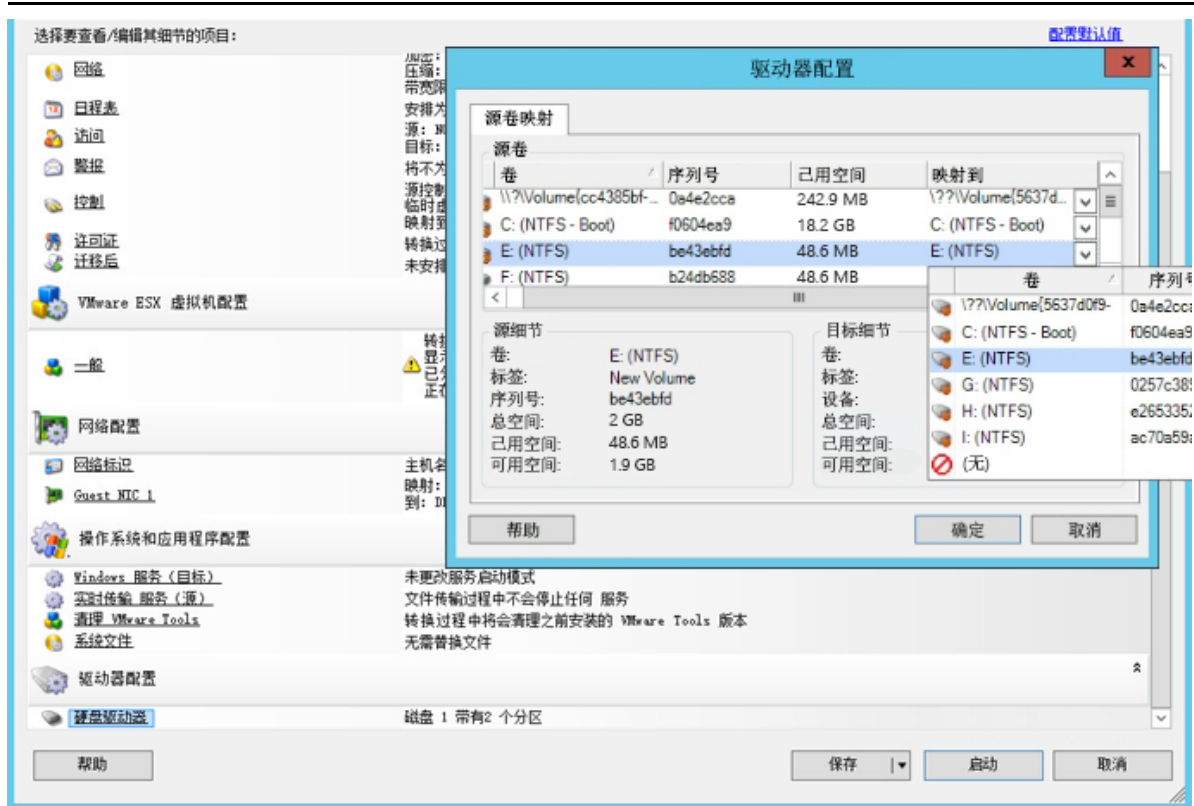 选择要查看/编辑其细节的项目:
配置默认值
加密:
网络
压缩:
带宽限
日程表
安排为
访问
源: N
目标:
警报
将不为
控制
源控制
临时虚
映射到
许可证
转换过
迁移后
未安排
VMware ESX 虚拟机配置
一般
转换
显示
已分
正在
网络配置
网络标识
主机名
Guest NIC 1
映射:
到: DH
操作系统和应用程序配置
Windows 服务 (目标)
未更改服务启动模式
实时传输 服务 (源)
文件传输过程中不会停止任何 服务
清理 VMware Tools
转换过程中将会清理之前安装的 VMware Tools 版本
系统文件
无需替换文件
驱动器配置
硬盘驱动器
磁盘 1 带有2 个分区
帮助
保存
启动
取消
驱动器配置
x
源卷映射
源卷
卷 序列号 己用空间 映射到
\\?\Volume{cc4385bf-... 0a4e2cca 242.9 MB \??\Volume{5637d...
C: (NTFS - Boot) f0604ea9 18.2 GB C: (NTFS - Boot)
E: (NTFS) be43ebfd 48.6 MB E: (NTFS)
F: (NTFS) b24db688 48.6 MB
源细节
卷: E: (NTFS)
标签: New Volume
序列号: be43ebfd
总空间: 2 GB
己用空间: 48.6 MB
可用空间: 1.9 GB
目标细节
卷:
标签:
设备:
总空间:
己用空间:
可用空间:
卷 序列号
\??\Volume{5637d0f9- 0a4e2cca
C: (NTFS - Boot) f0604ea9
E: (NTFS) be43ebfd
G: (NTFS) 0257c385
H: (NTFS) e2653352
I: (NTFS) ac70a59a
(无)
帮助
确定
取消